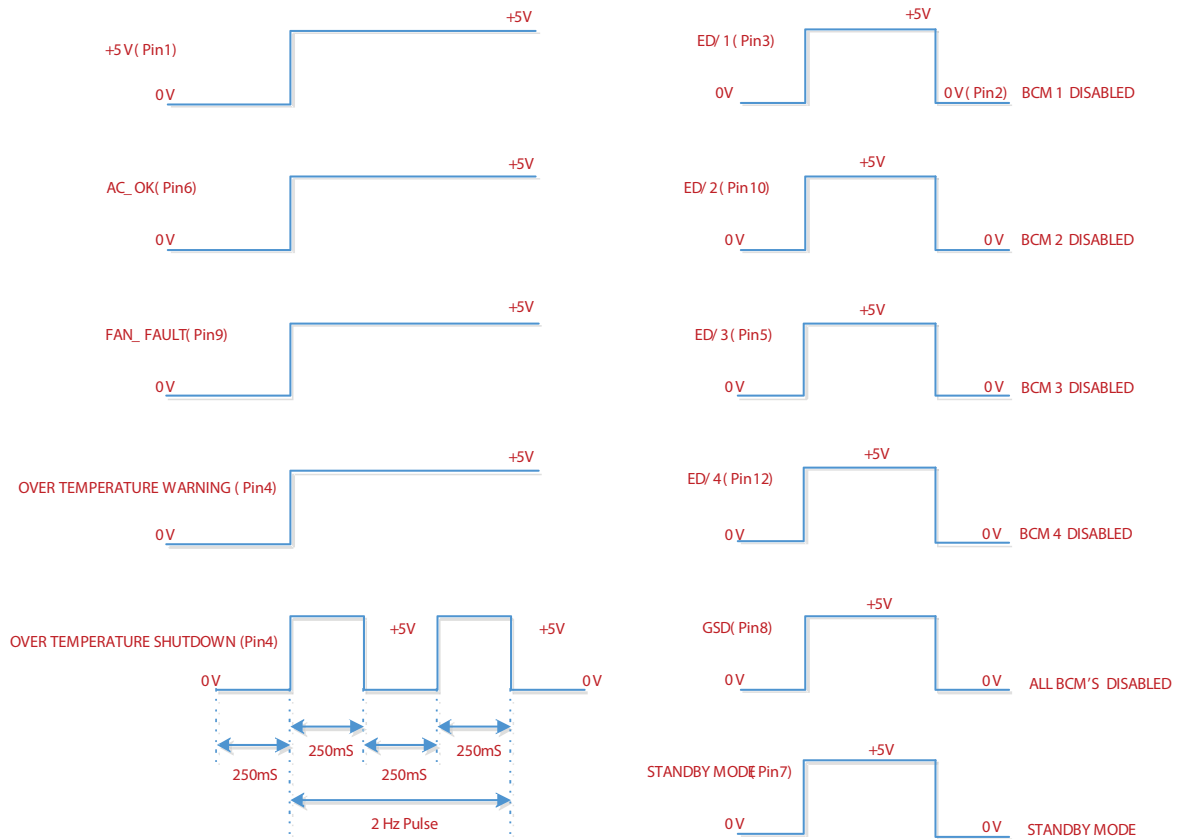 +5V
+5V (Pin1)
0V
+5V
AC_OK(Pin6)
0V
+5V
FAN_FAULT(Pin9)
0V
+5V
OVER TEMPERATURE WARNING (Pin4)
0V
OVER TEMPERATURE SHUTDOWN (Pin4)
+5V
+5V
0V
0V
250mS
250mS
250mS
250mS
2 Hz Pulse
+5V
ED/1(Pin3)
0V
0V(Pin2)
BCM 1 DISABLED
+5V
ED/2(Pin10)
0V
0V
BCM 2 DISABLED
+5V
ED/3(Pin5)
0V
0V
BCM 3 DISABLED
+5V
ED/4(Pin12)
0V
0V
BCM 4 DISABLED
+5V
GSD(Pin8)
0V
0V
ALL BCM'S DISABLED
+5V
STANDBY MODE(Pin7)
0V
0V
STANDBY MODE